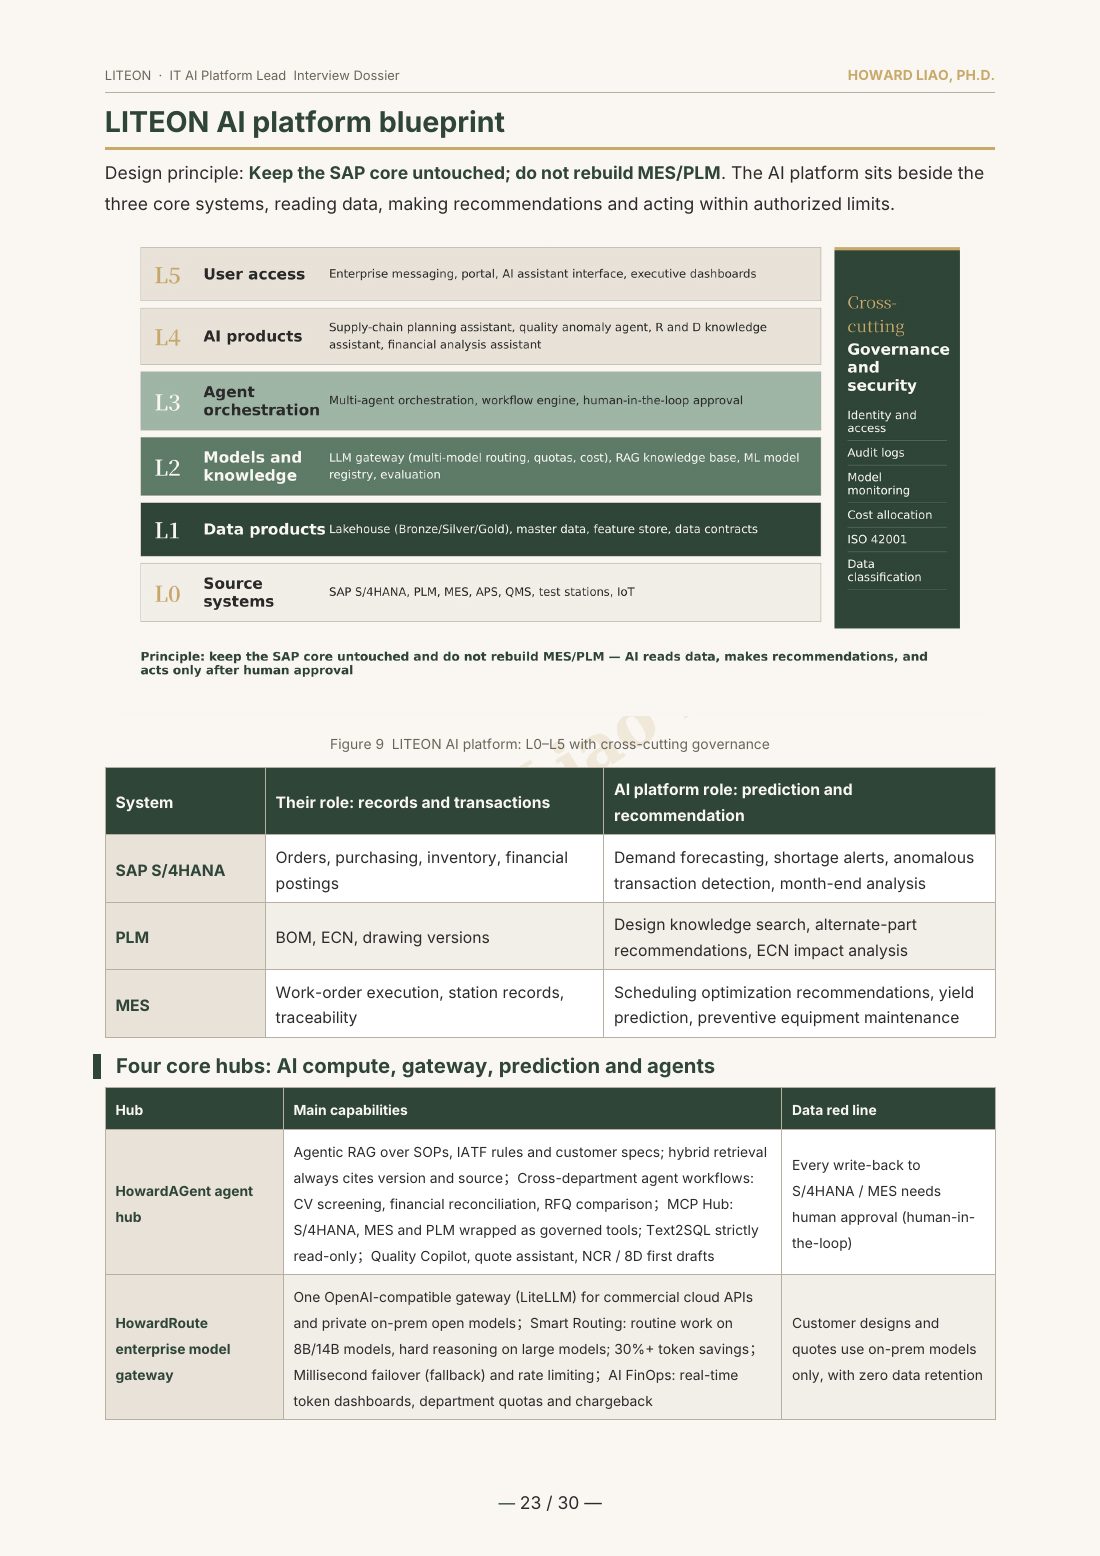 LITEON · IT AI Platform Lead Interview Dossier
HOWARD LIAO, PH.D.
LITEON AI platform blueprint
Design principle: Keep the SAP core untouched; do not rebuild MES/PLM. The AI platform sits beside the
three core systems, reading data, making recommendations and acting within authorized limits.
L5
User access
Enterprise messaging, portal, AI assistant interface, executive dashboards
L4
AI products
Supply-chain planning assistant, quality anomaly agent, R and D knowledge
assistant, financial analysis assistant
L3
Agent
orchestration
Multi-agent orchestration, workflow engine, human-in-the-loop approval
L2
Models and
knowledge
LLM gateway (multi-model routing, quotas, cost), RAG knowledge base, ML model
registry, evaluation
L1
Data products
Lakehouse (Bronze/Silver/Gold), master data, feature store, data contracts
L0
Source
systems
SAP S/4HANA, PLM, MES, APS, QMS, test stations, IoT
Cross-
cutting
Governance
and
security
Identity and
access
Audit logs
Model
monitoring
Cost allocation
ISO 42001
Data
classification
Principle: keep the SAP core untouched and do not rebuild MES/PLM — AI reads data, makes recommendations, and
acts only after human approval
Liao
Figure 9 LITEON AI platform: L0–L5 with cross-cutting governance
System
Their role: records and transactions
AI platform role: prediction and
recommendation
SAP S/4HANA
Orders, purchasing, inventory, financial
postings
Demand forecasting, shortage alerts, anomalous
transaction detection, month-end analysis
PLM
BOM, ECN, drawing versions
Design knowledge search, alternate-part
recommendations, ECN impact analysis
MES
Work-order execution, station records,
traceability
Scheduling optimization recommendations, yield
prediction, preventive equipment maintenance
Four core hubs: AI compute, gateway, prediction and agents
Hub
Main capabilities
Data red line
HowardAGent agent
hub
Agentic RAG over SOPs, IATF rules and customer specs; hybrid retrieval
always cites version and source；Cross-department agent workflows:
CV screening, financial reconciliation, RFQ comparison；MCP Hub:
S/4HANA, MES and PLM wrapped as governed tools; Text2SQL strictly
read-only；Quality Copilot, quote assistant, NCR / 8D first drafts
Every write-back to
S/4HANA / MES needs
human approval (human-in-
the-loop)
HowardRoute
enterprise model
gateway
One OpenAI-compatible gateway (LiteLLM) for commercial cloud APIs
and private on-prem open models；Smart Routing: routine work on
8B/14B models, hard reasoning on large models; 30%+ token savings；
Millisecond failover (fallback) and rate limiting；AI FinOps: real-time
token dashboards, department quotas and chargeback
Customer designs and
quotes use on-prem models
only, with zero data retention
— 23 / 30 —